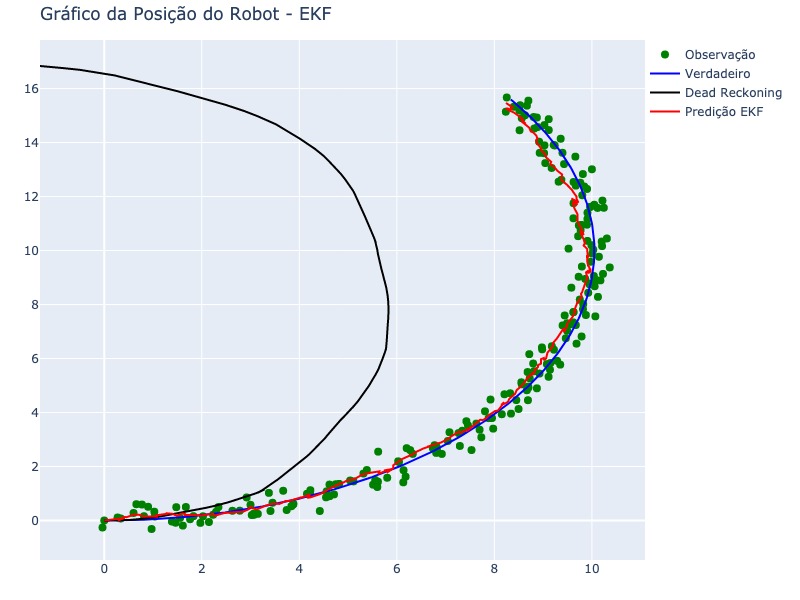 Gráfico da Posição do Robot - EKF
Observação
Verdadeiro
Dead Reckoning
Predição EKF
16
14
12
10
8
6
4
2
0
0 2 4 6 8 10